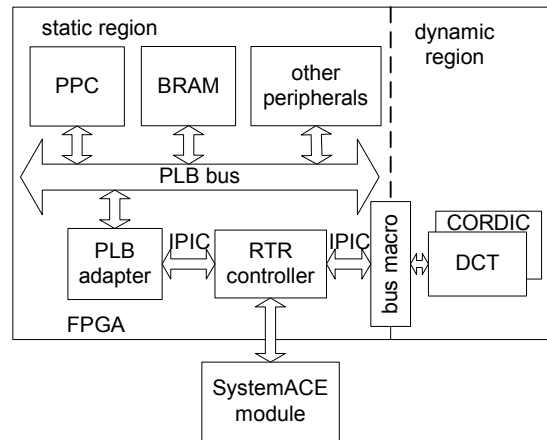 static region
dynamic
region
PPC
BRAM
other
peripherals
PLB bus
PLB
adapter
IPIC
RTR
controller
IPIC
bus macro
CORDIC
DCT
FPGA
SystemACE
module